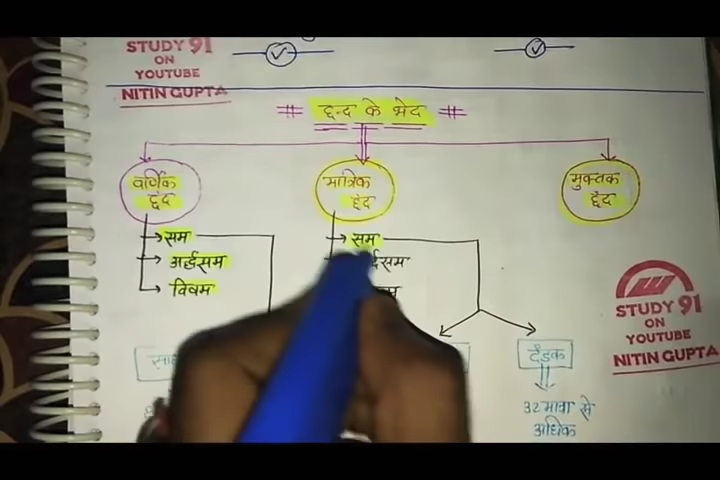 STUDY 91
ON
YOUTUBE
NITIN GUPTA
छन्द के भेद
वर्णिक
छंद
मात्रिक
छंद
मुक्तक
छंद
सम
अर्द्धसम
विषम
सम
STUDY 91
ON
YOUTUBE
NITIN GUPTA
दंडक
32 मात्रा से
अधिक